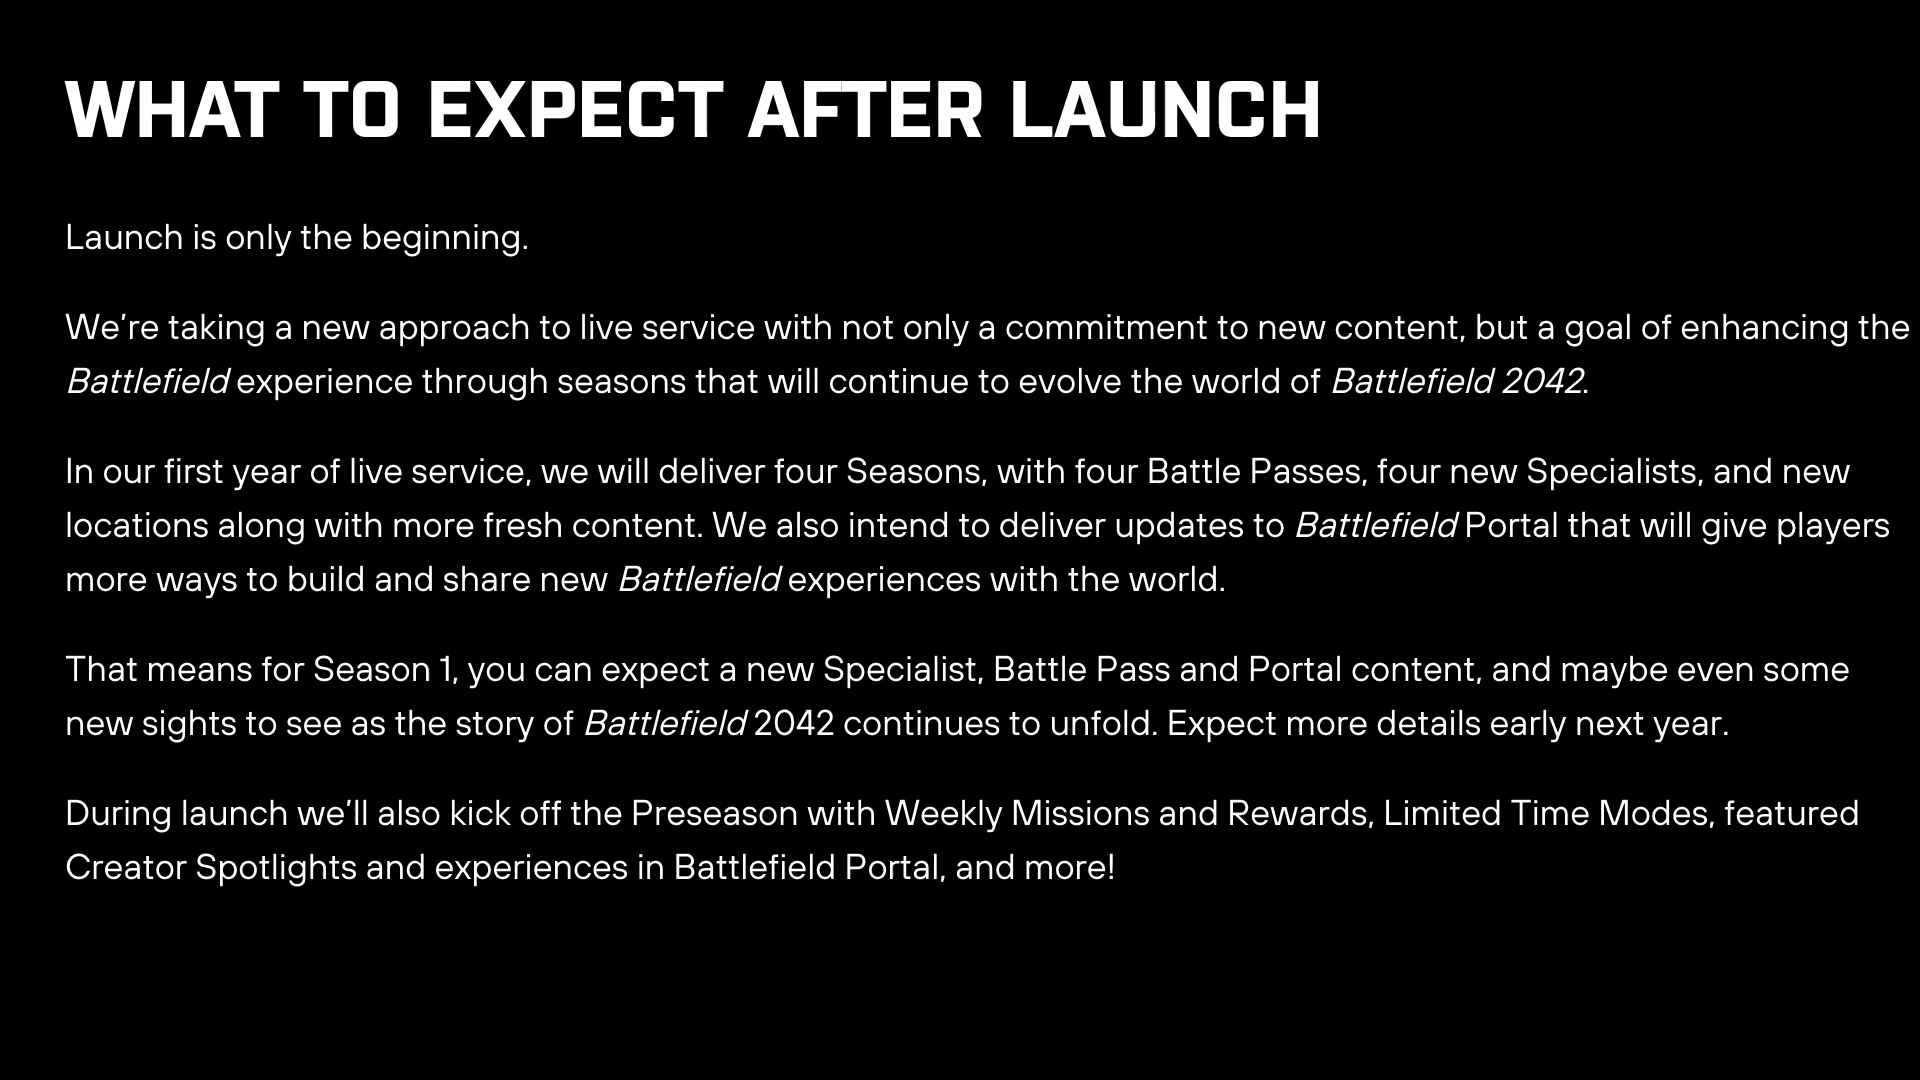 WHAT TO EXPECT AFTER LAUNCH
Launch is only the beginning.
We’re taking a new approach to live service with not only a commitment to new content, but a goal of enhancing the
Battlefield experience through seasons that will continue to evolve the world of Battlefield 2042.
In our first year of live service, we will deliver four Seasons, with four Battle Passes, four new Specialists, and new
locations along with more fresh content. We also intend to deliver updates to Battlefield Portal that will give players
more ways to build and share new Battlefield experiences with the world.
That means for Season 1, you can expect a new Specialist, Battle Pass and Portal content, and maybe even some
new sights to see as the story of Battlefield 2042 continues to unfold. Expect more details early next year.
During launch we’ll also kick off the Preseason with Weekly Missions and Rewards, Limited Time Modes, featured
Creator Spotlights and experiences in Battlefield Portal, and more!